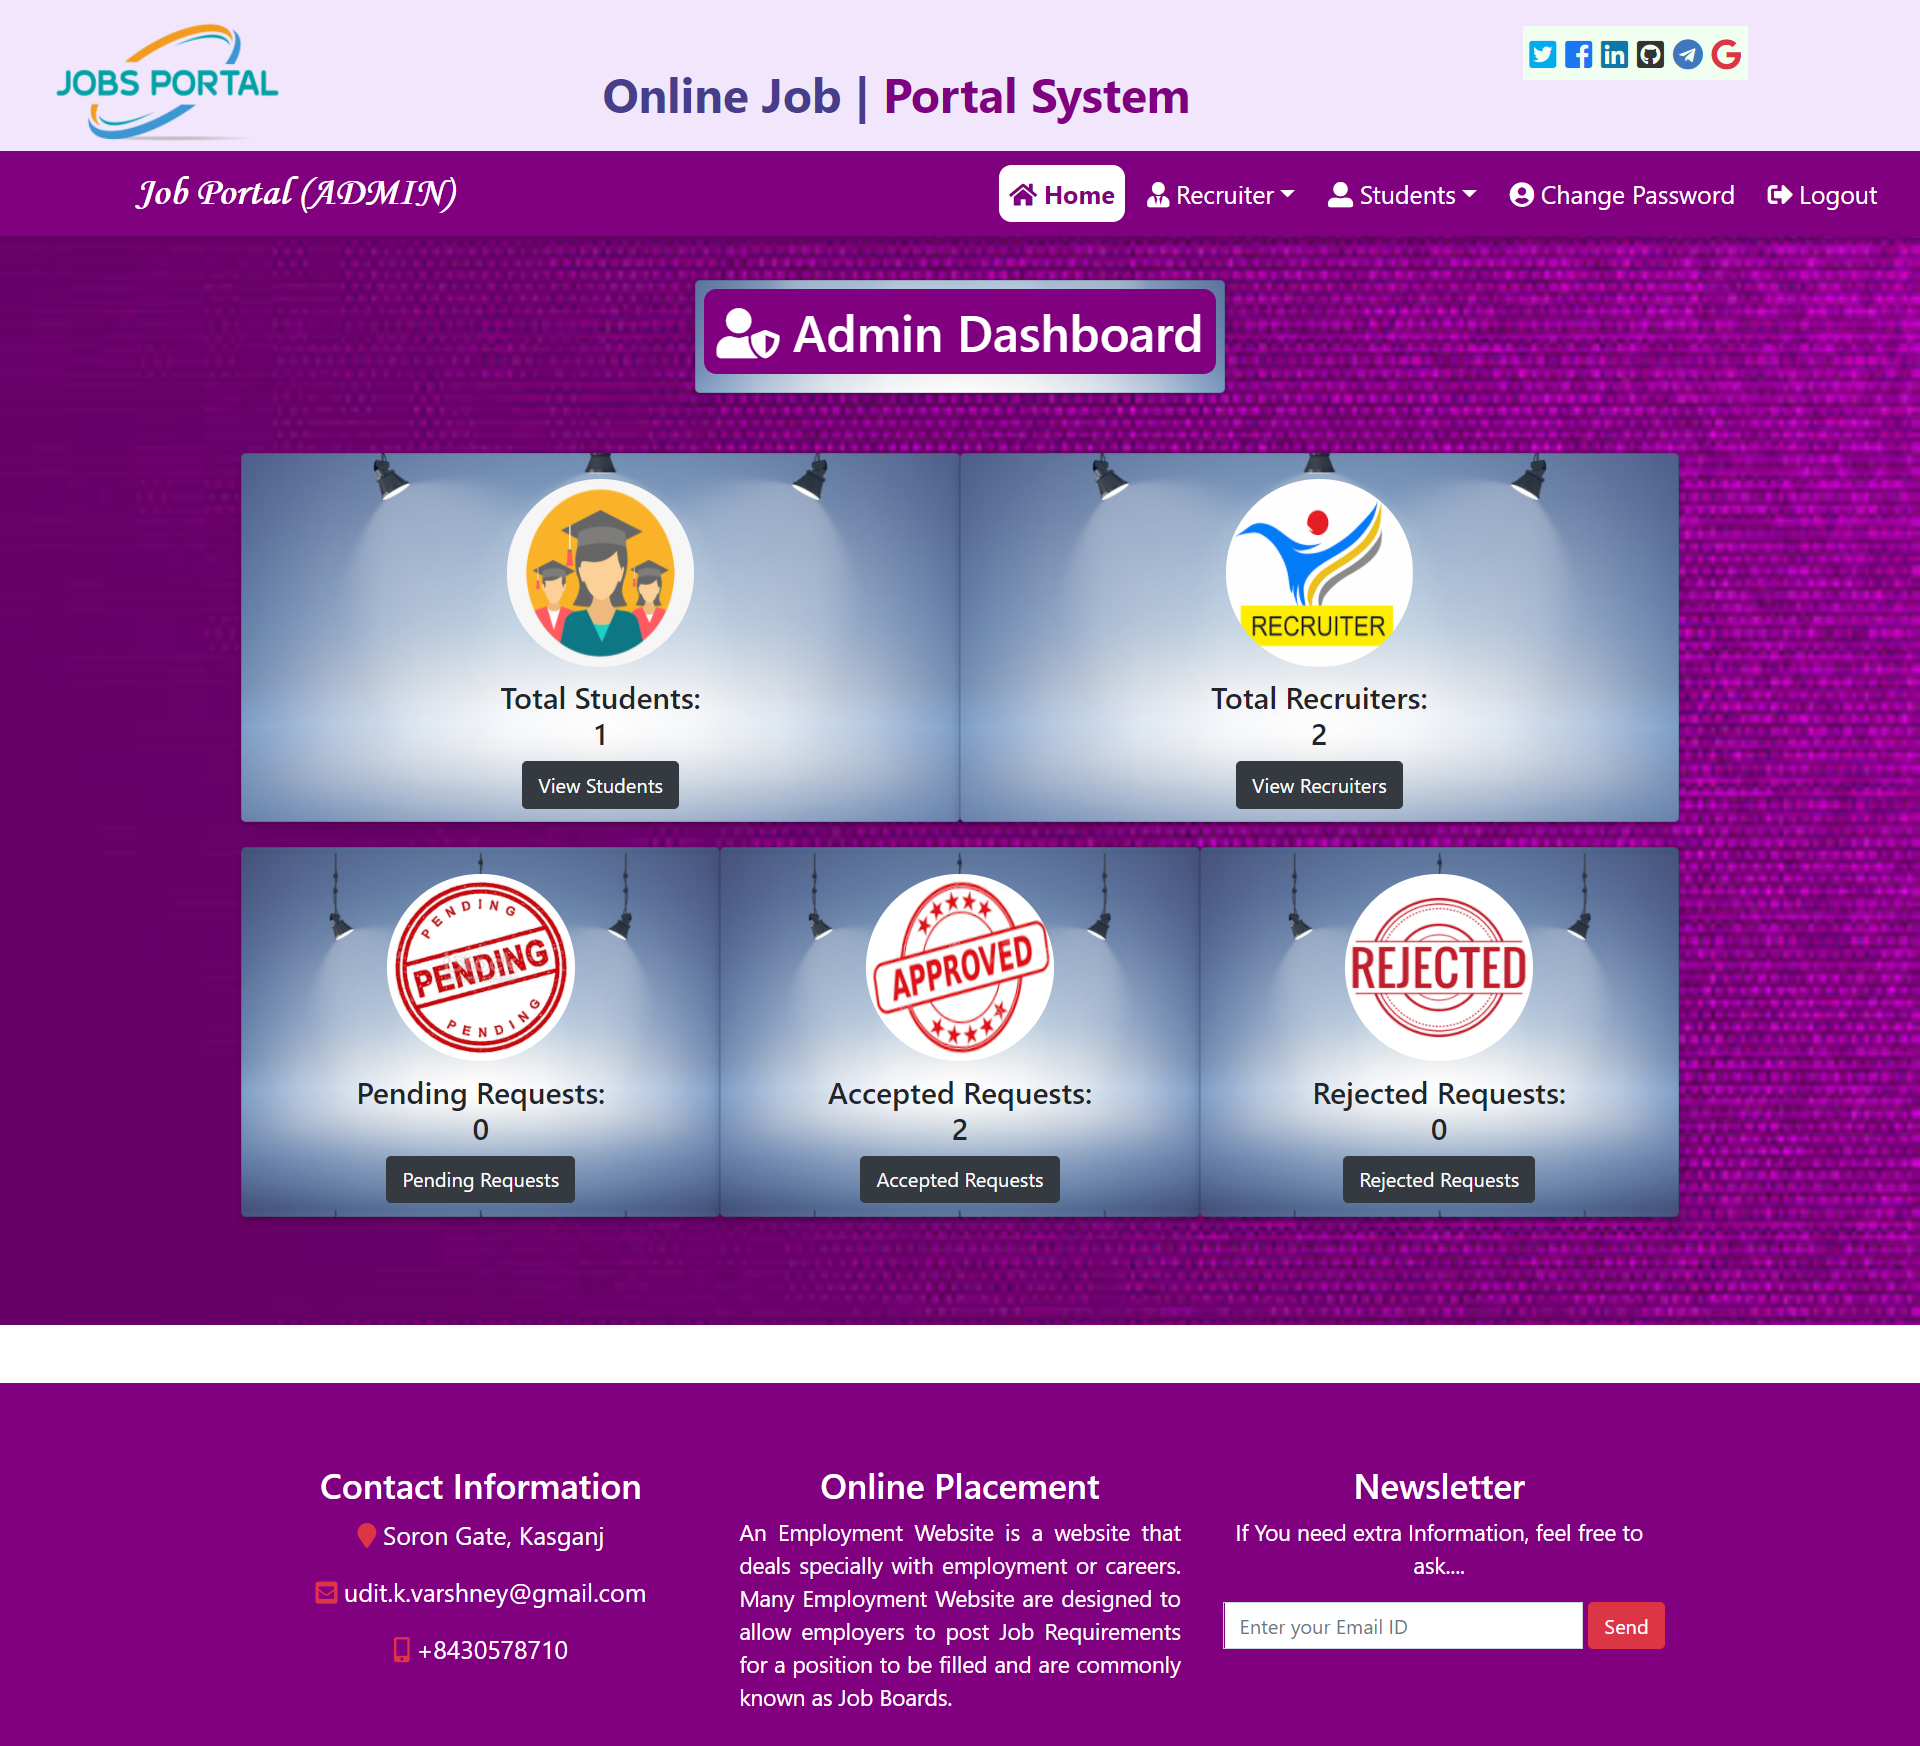 JOBS PORTAL
Online Job | Portal System
Job Portal (ADMIN)
Home
Recruiter
Students
Change Password
Logout
Admin Dashboard
Total Students:
1
View Students
RECRUITER
Total Recruiters:
2
View Recruiters
PENDING
PENDING
PENDING
Pending Requests:
0
Pending Requests
APPROVED
Accepted Requests:
2
Accepted Requests
REJECTED
Rejected Requests:
0
Rejected Requests
Contact Information
Soron Gate, Kasganj
udit.k.varshney@gmail.com
+8430578710
Online Placement
An Employment Website is a website that
deals specially with employment or careers.
Many Employment Website are designed to
allow employers to post Job Requirements
for a position to be filled and are commonly
known as Job Boards.
Newsletter
If You need extra Information, feel free to
ask....
Enter your Email ID
Send